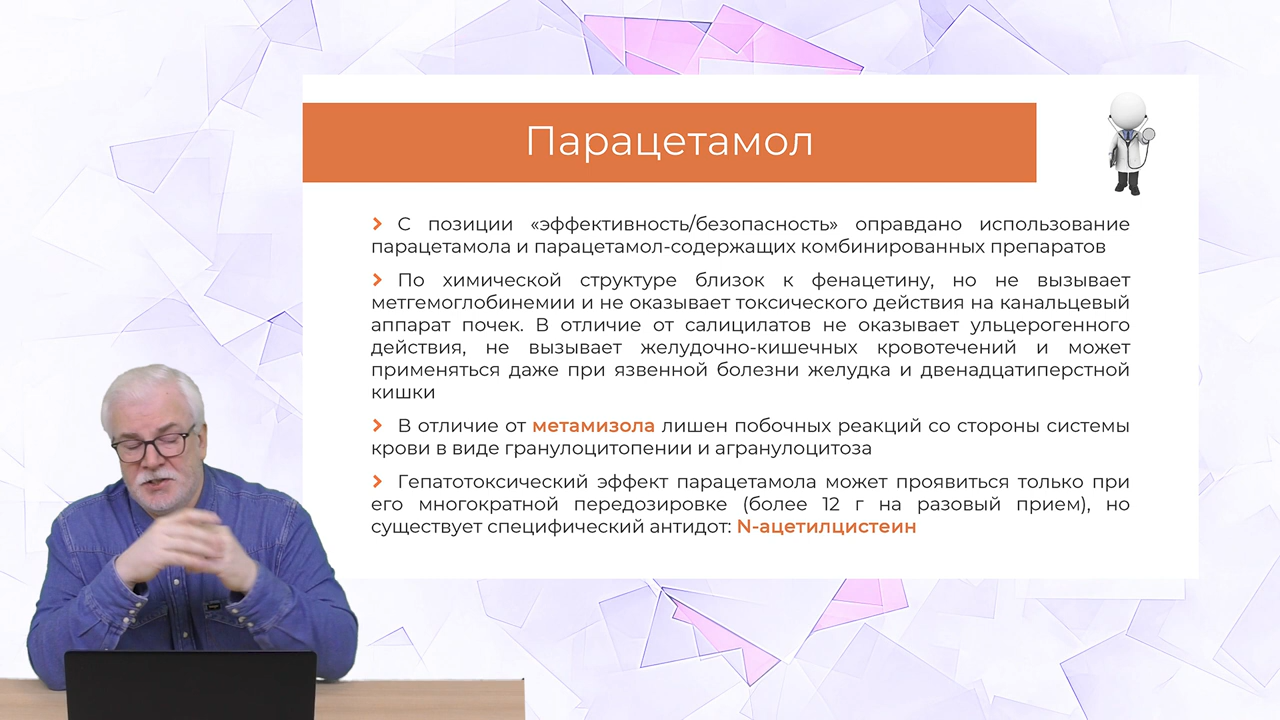 Парацетамол
С позиции «эффективность/безопасность» оправдано использование
парацетамола и парацетамол-содержащих комбинированных препаратов
По химической структуре близок к фенацетину, но не вызывает
метгемоглобинемии и не оказывает токсического действия на канальцевый
аппарат почек. В отличие от салицилатов не оказывает ульцерогенного
действия, не вызывает желудочно-кишечных кровотечений и может
применяться даже при язвенной болезни желудка и двенадцатиперстной
кишки
В отличие от метамизола лишен побочных реакций со стороны системы
крови в виде гранулоцитопении и агранулоцитоза
Гепатотоксический эффект парацетамола может проявиться только при
его многократной передозировке (более 12 г на разовый прием), но
существует специфический антидот: N-ацетилцистеин